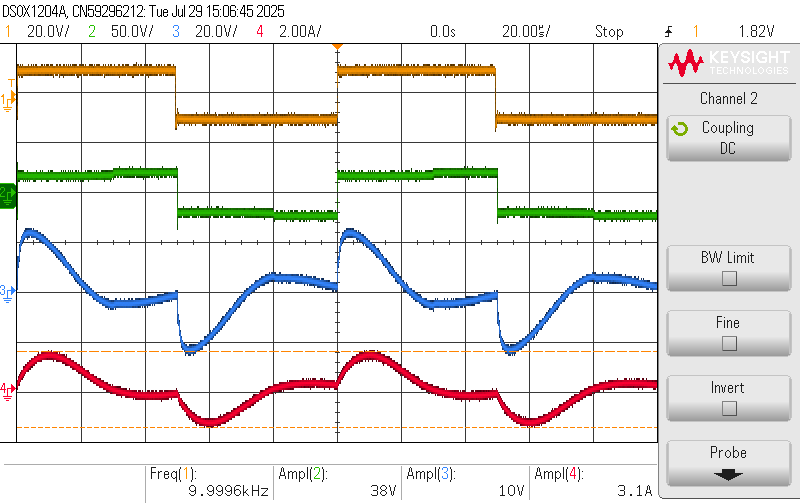 DSOX1204A, CN59296212; Tue Jul 29 15:06:45 2025
1 20.0V/ 2 50.0V/ 3 20.0V/ 4 2.00A/ 0.0s 20.00us/ Stop 1 1.82V
KEYSIGHT
TECHNOLOGIES
Channel 2
Coupling
DC
BW Limit
Fine
Invert
Probe
T
1
2
3
4
Freq(1): Ampl(2): Ampl(3): Ampl(4):
9.9996kHz 38V 10V 3.1A